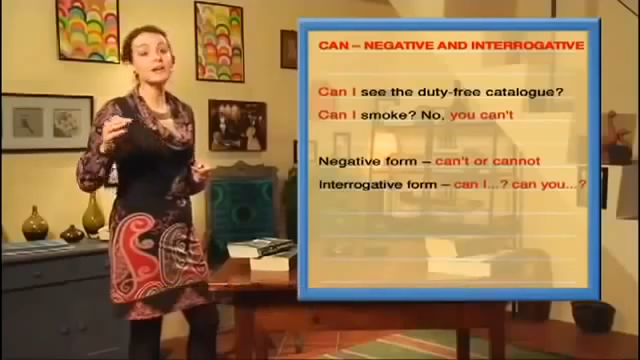 CAN – NEGATIVE AND INTERROGATIVE
Can I see the duty-free catalogue?
Can I smoke? No, you can't
Negative form – can't or cannot
Interrogative form – can I...? can you...?